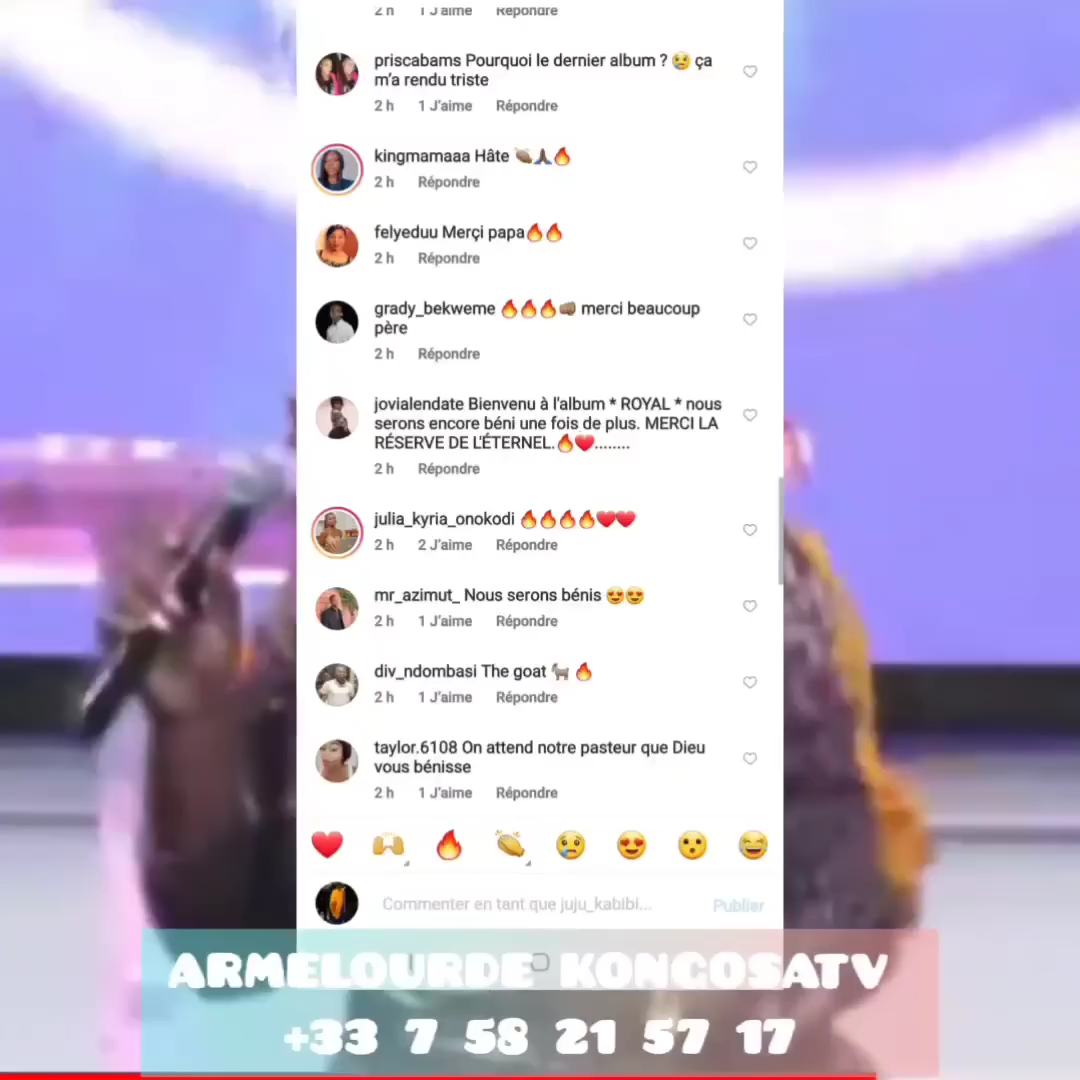 2 h 1 J'aime Répondre
priscabams Pourquoi le dernier album ? 😢 ça
m'a rendu triste
2 h 1 J'aime Répondre
kingmamaaa Hâte 👏🏾🙏🏾🔥
2 h Répondre
felyeduu Merçi papa🔥🔥
2 h Répondre
grady_bekweme 🔥🔥🔥👊🏾 merci beaucoup
père
2 h Répondre
jovialendate Bienvenu à l'album * ROYAL * nous
serons encore béni une fois de plus. MERCI LA
RÉSERVE DE L'ÉTERNEL.🔥❤️........
2 h Répondre
julia_kyria_onokodi 🔥🔥🔥🔥❤️❤️
2 h 2 J'aime Répondre
mr_azimut_ Nous serons bénis 😍😍
2 h 1 J'aime Répondre
div_ndombasi The goat 🐐 🔥
2 h 1 J'aime Répondre
taylor.6108 On attend notre pasteur que Dieu
vous bénisse
2 h 1 J'aime Répondre
Commenter en tant que juju_kabibi... Publier
ARMELOURDE KONGOSATV
+33 7 58 21 57 17